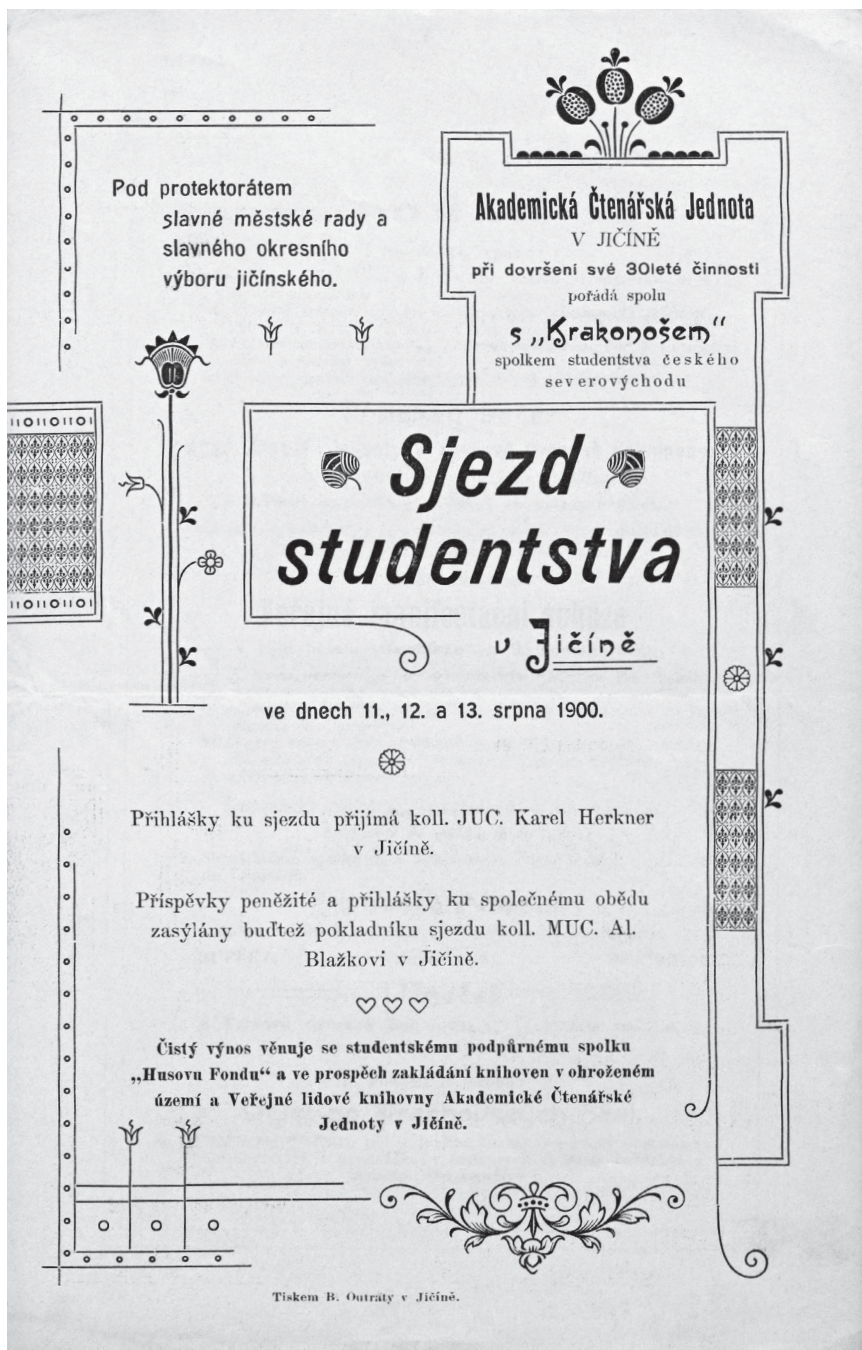 Pod protektorátem
slavné městské rady a
slavného okresního
výboru jičínského.
Akademická Čtenářská Jednota
V JIČÍNĚ
při dovršení své 30leté činnosti
pořádá spolu
s „Krakonošem“
spolkem studentstva českého
severovýchodu
Sjezd
studentstva
v Jičíně
ve dnech 11., 12. a 13. srpna 1900.
Přihlášky ku sjezdu přijímá koll. JUC. Karel Herkner
v Jičíně.
Příspěvky peněžité a přihlášky ku společnému obědu
zasýlány buďtež pokladníku sjezdu koll. MUC. Al.
Blažkovi v Jičíně.
Čistý výnos věnuje se studentskému podpůrnému spolku
„Husovu Fondu“ a ve prospěch zakládání knihoven v ohroženém
území a Veřejné lidové knihovny Akademické Čtenářské
Jednoty v Jičíně.
Tiskem B. Outraty v Jičíně.